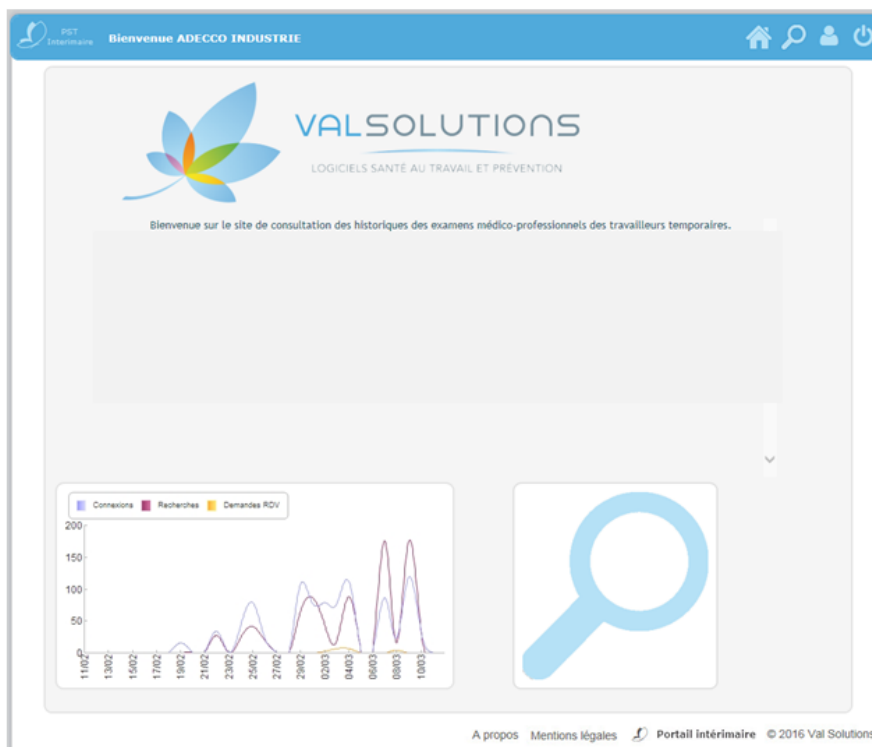 PST
Interimaire
Bienvenue ADECCO INDUSTRIE
VALSOLUTIONS
LOGICIELS SANTÉ AU TRAVAIL ET PRÉVENTION
Bienvenue sur le site de consultation des historiques des examens médico-professionnels des travailleurs temporaires.
Connexions Recherches Demandes RDV
200
150
100
50
0
11/02 13/02 15/02 17/02 19/02 21/02 23/02 25/02 27/02 29/02 02/03 04/03 06/03 08/03 10/03
A propos Mentions légales Portail intérimaire © 2016 Val Solutions